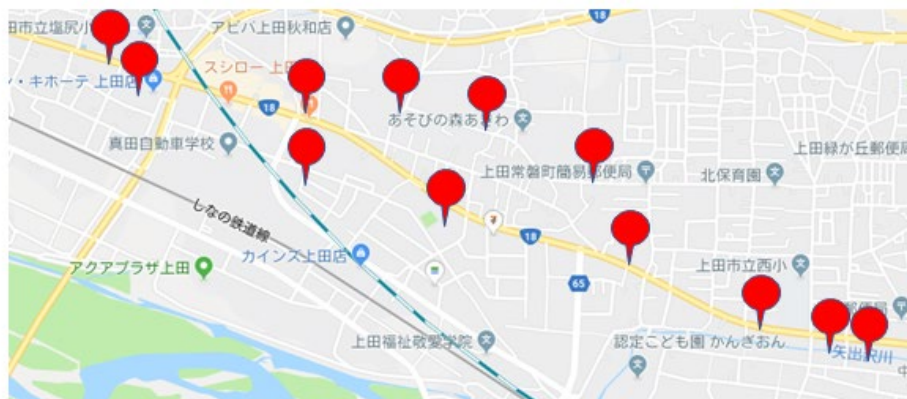 田市立塩尻小
アピバ上田秋和店
18
キホーテ 上田店
スシロー 上田
18
あそびの森あ
わ
真田自動車学校
上田常磐町簡易郵便局
上田緑が丘郵便局
北保育園
しなの鉄道線
18
アクアプラザ上田
カインズ上田店
65
上田市立西小
上田福祉敬愛学院
認定こども園 かんぎおん
矢出沢川
中